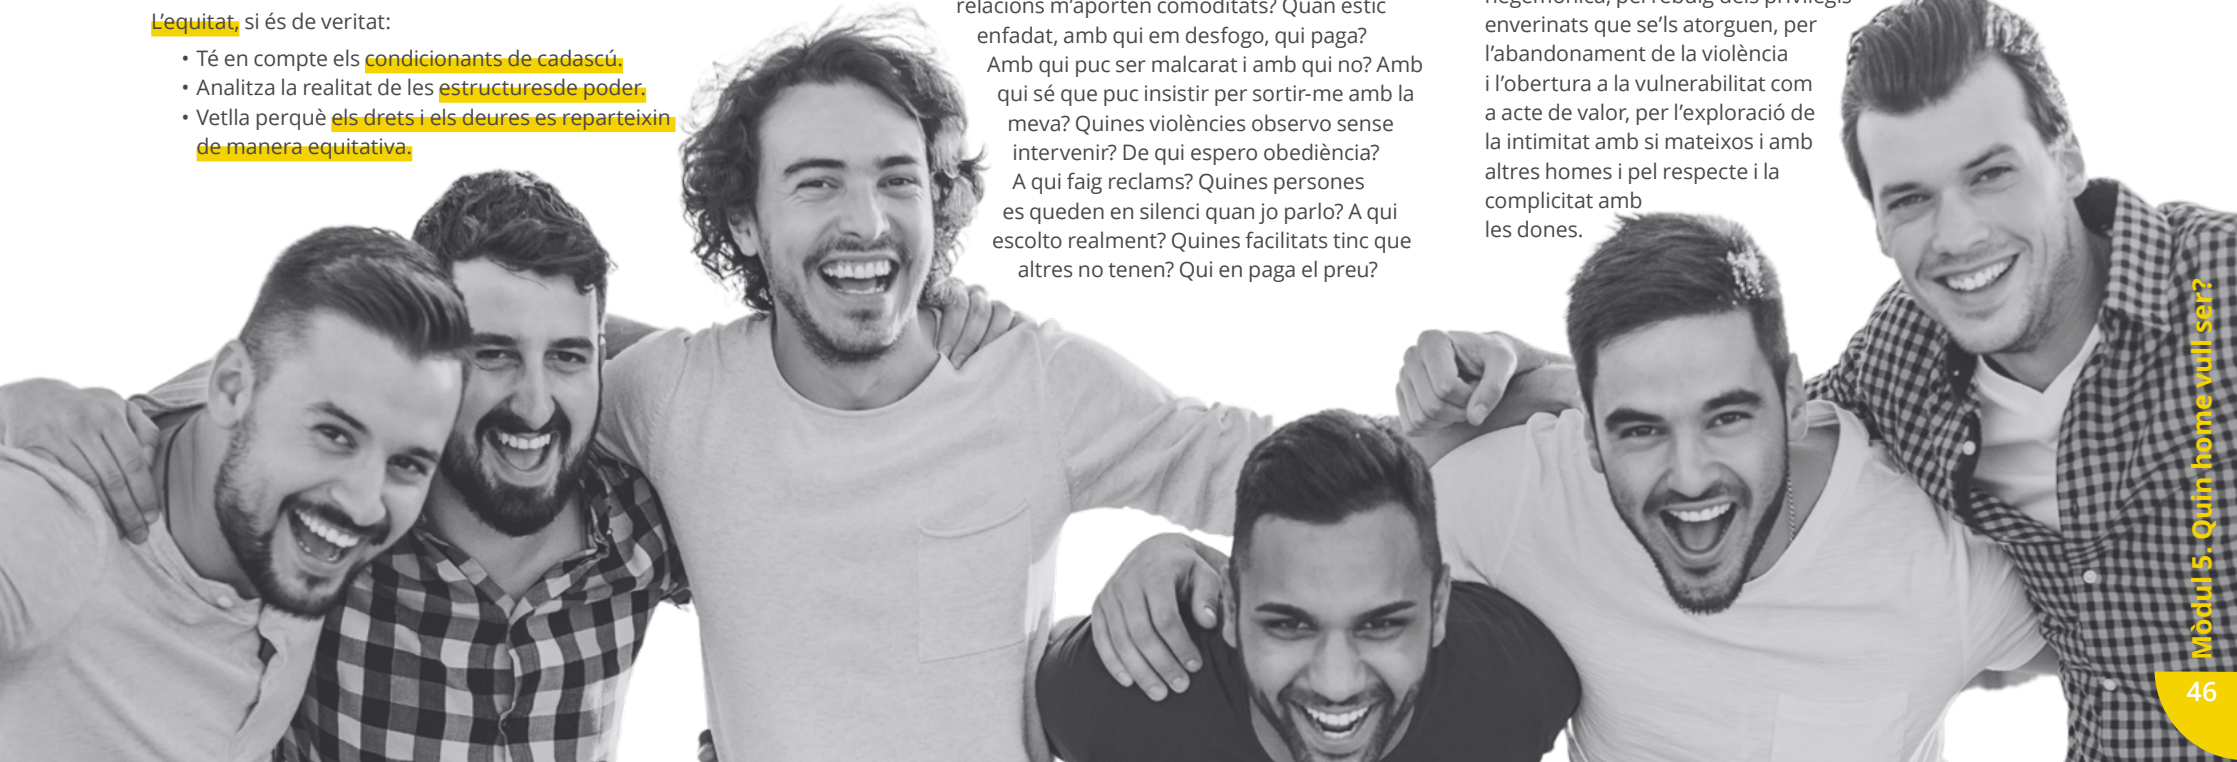 L'equitat, si és de veritat:
• Té en compte els condicionants de cadascú.
• Analitza la realitat de les estructuresde poder.
• Vetlla perquè els drets i els deures es reparteixin
de manera equitativa.
relacions m'aporten comoditats? Quan estic
enfadat, amb qui em desfogo, qui paga?
Amb qui puc ser malcarat i amb qui no? Amb
qui sé que puc insistir per sortir-me amb la
meva? Quines violències observo sense
intervenir? De qui espero obediència?
A qui faig reclams? Quines persones
es queden en silenci quan jo parlo? A qui
escolto realment? Quines facilitats tinc que
altres no tenen? Qui en paga el preu?
hegemònica, pel rebuig dels privilegis
enverinats que se'ls atorguen, per
l'abandonament de la violència
i l'obertura a la vulnerabilitat com
a acte de valor, per l'exploració de
la intimitat amb si mateixos i amb
altres homes i pel respecte i la
complicitat amb
les dones.
Mòdul 5. Quin home vull ser?
46